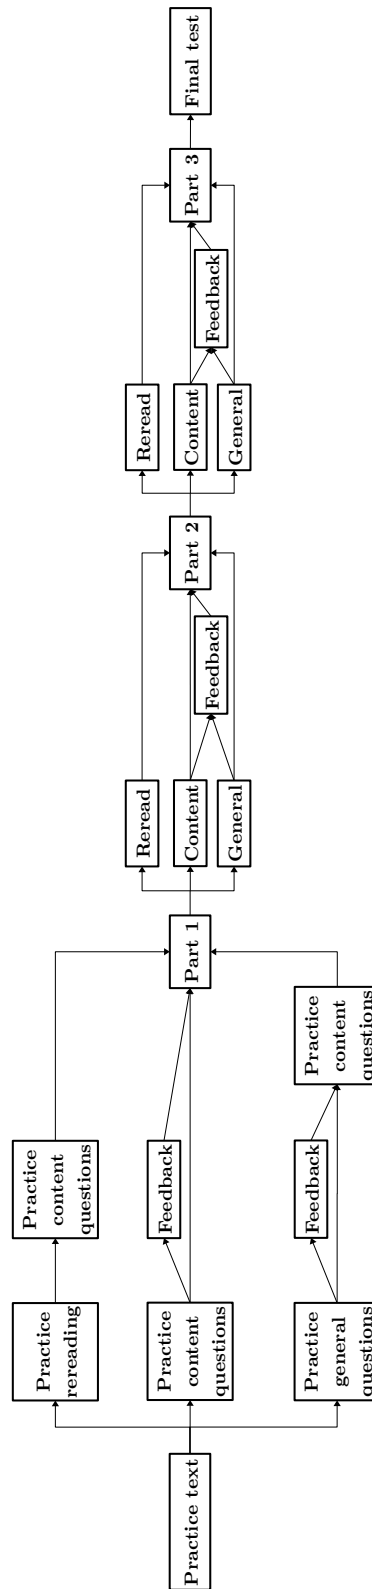 Practice text
Practice
rereading
Practice
content
questions
Practice
content
questions
Feedback
Practice
general
questions
Feedback
Practice
content
questions
Part 1
Reread
Content
General
Feedback
Part 2
Reread
Content
General
Feedback
Part 3
Final test